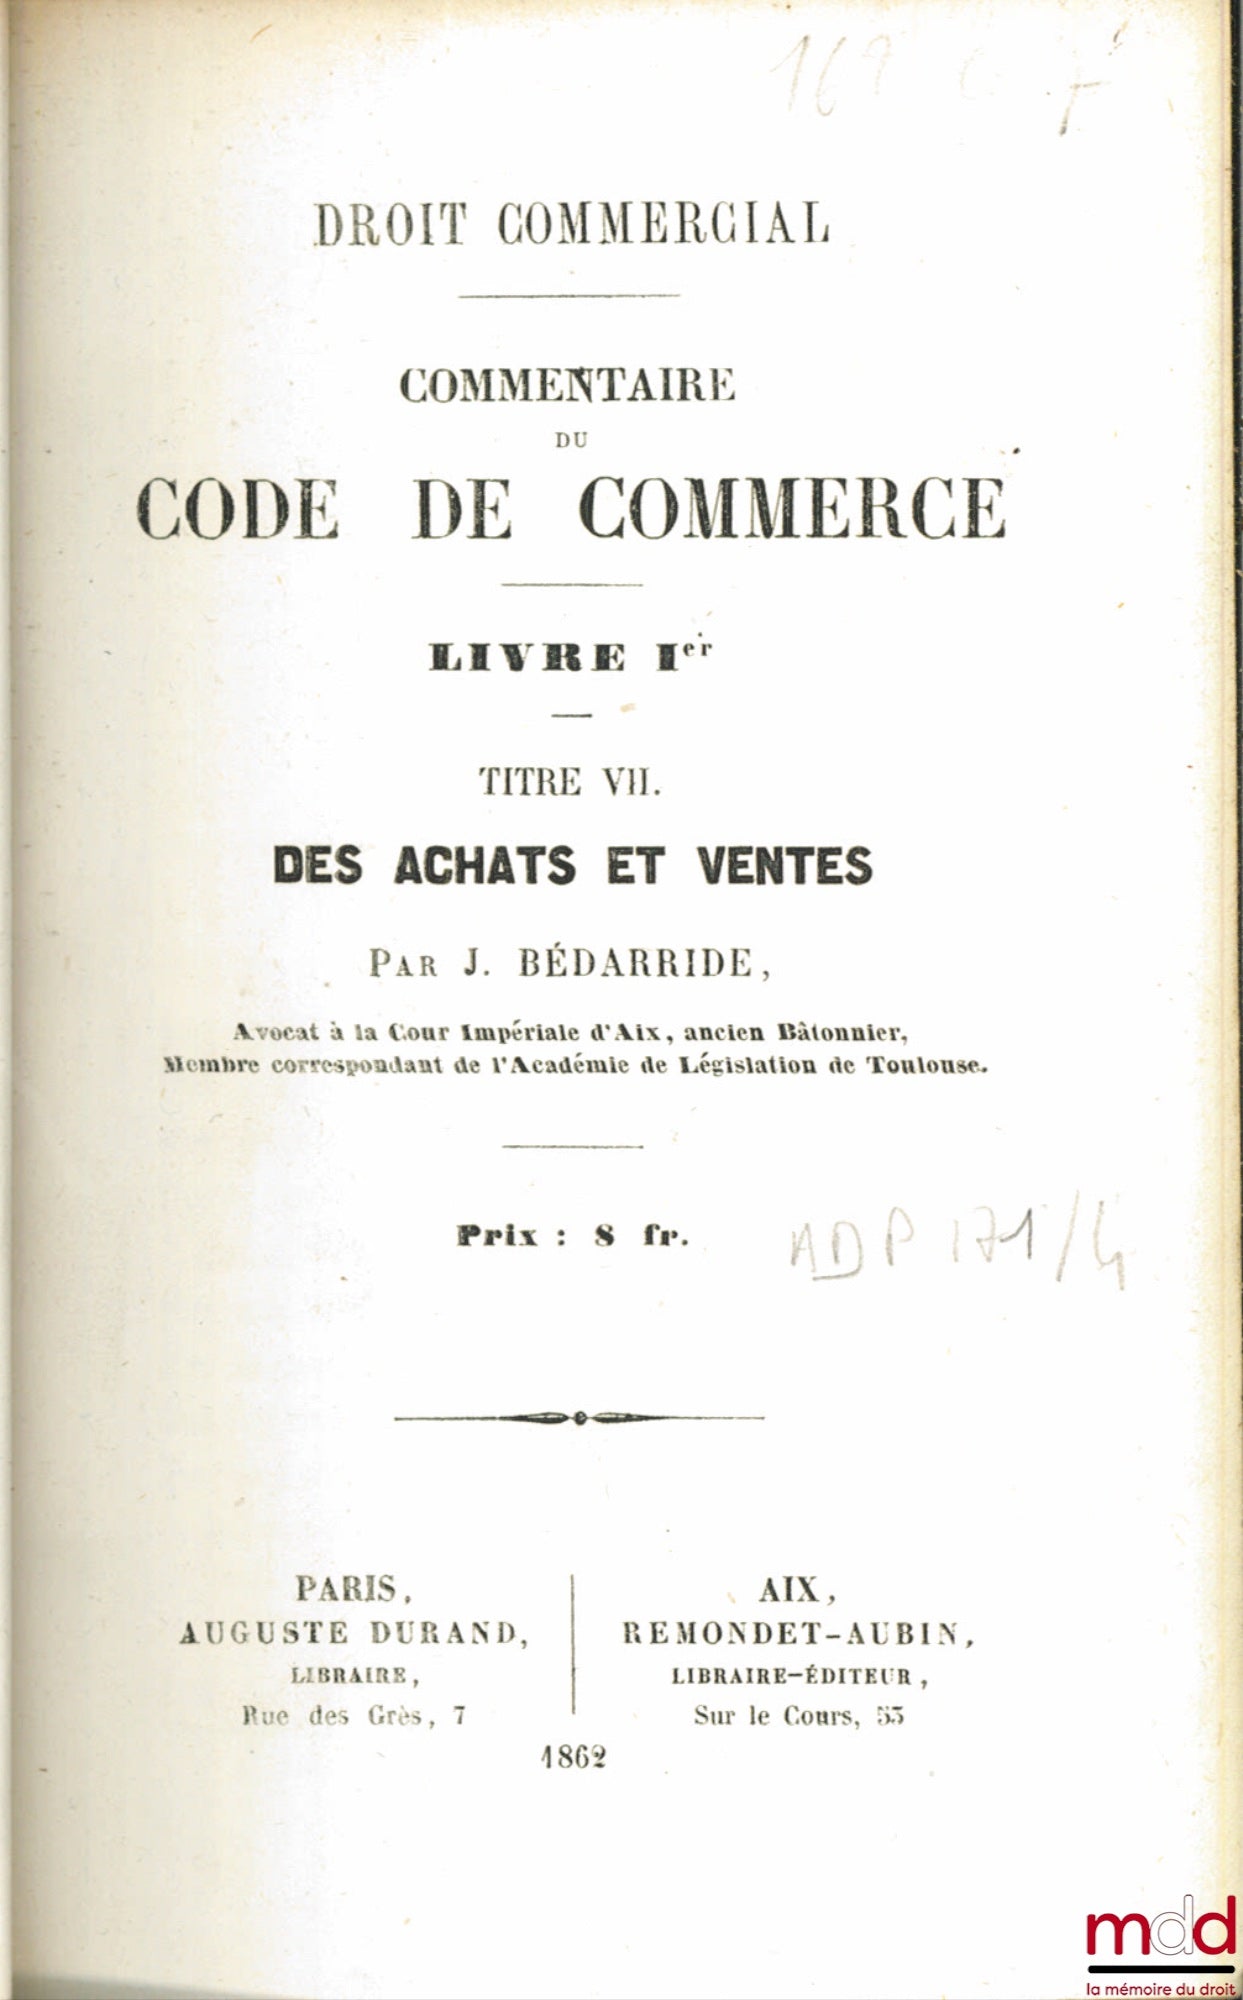 DROIT COMMERCIAL
COMMENTAIRE
DU
CODE DE COMMERCE
LIVRE Ier
TITRE VII.
DES ACHATS ET VENTES
PAR J. BÉDARRIDE,
Avocat à la Cour Impériale d'Aix, ancien Bâtonnier,
Membre correspondant de l'Académie de Législation de Toulouse.
Prix : 8 fr.
ADP 171/4
PARIS,
AUGUSTE DURAND,
LIBRAIRE,
Rue des Grès, 7
AIX,
REMONDET-AUBIN,
LIBRAIRE-ÉDITEUR,
Sur le Cours, 53
1862
mdd
la mémoire du droit